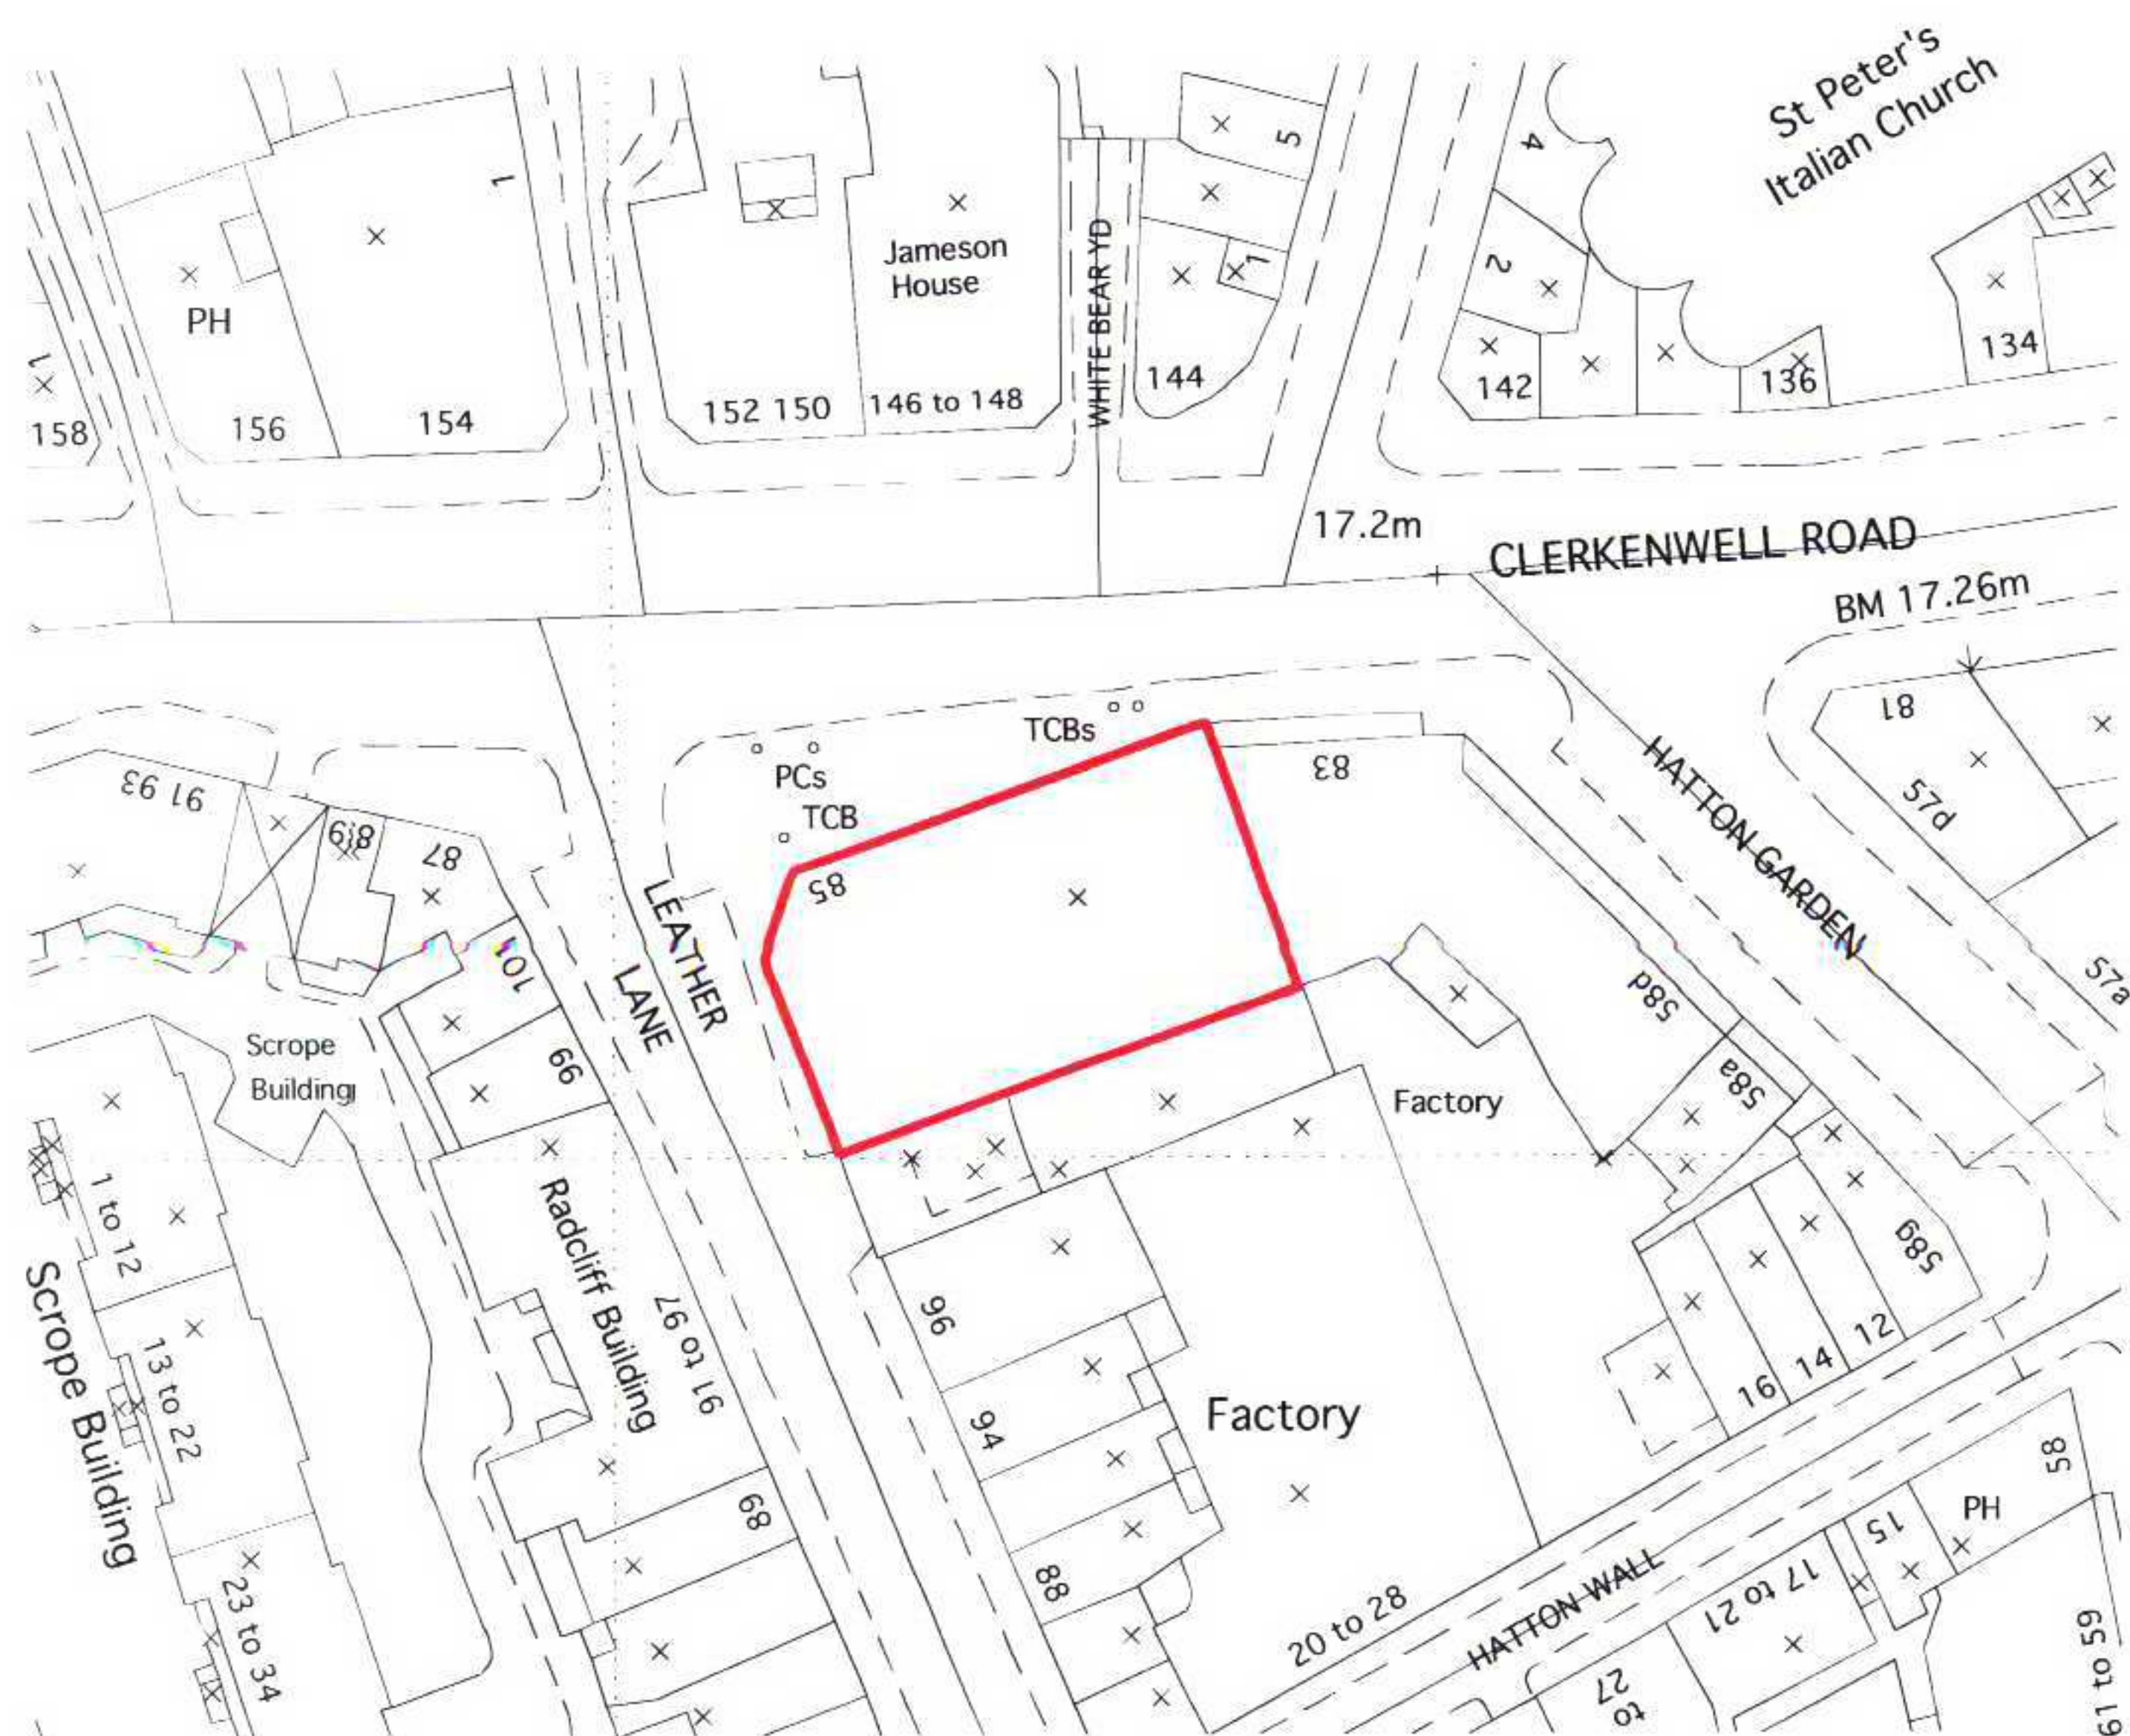 St Peter's
Italian Church
1
5
4
Jameson
House
WHITE BEAR YD
1
2
PH
1
134
158
156
154
152 150
146 to 148
144
142
136
17.2m
CLERKENWELL ROAD
BM 17.26m
81
TCBs
PCs
TCB
83
91 93
87
85
57d
HATTON GARDEN
LEATHER
LANE
101
99
58d
57a
Scrope
Building
Factory
58a
1 to 12
Radcliff Building
91 to 97
58g
Scrope Building
13 to 22
96
94
Factory
12
14
16
89
88
58
PH
15
17 to 21
HATTON WALL
20 to 28
23 to 34
27
to
61 to 59